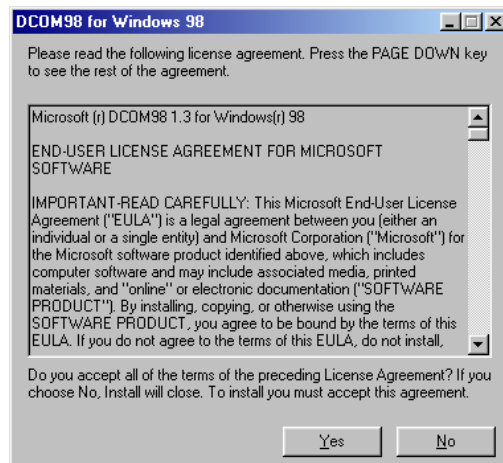 DCOM98 for Windows 98
Please read the following license agreement. Press the PAGE DOWN key
to see the rest of the agreement.
Microsoft (r) DCOM98 1.3 for Windows(r) 98
END-USER LICENSE AGREEMENT FOR MICROSOFT
SOFTWARE
IMPORTANT-READ CAREFULLY: This Microsoft End-User License
Agreement ("EULA") is a legal agreement between you (either an
individual or a single entity) and Microsoft Corporation ("Microsoft") for
the Microsoft software product identified above, which includes
computer software and may include associated media, printed
materials, and "online" or electronic documentation ("SOFTWARE
PRODUCT"). By installing, copying, or otherwise using the
SOFTWARE PRODUCT, you agree to be bound by the terms of this
EULA. If you do not agree to the terms of this EULA, do not install,
Do you accept all of the terms of the preceding License Agreement? If you
choose No, Install will close. To install you must accept this agreement.
Yes
No